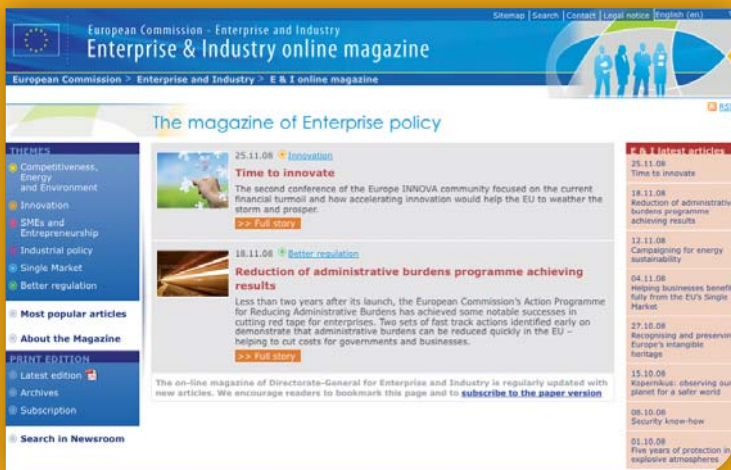 Sitemap | Search | Contact | Legal notice | English (en)
European Commission - Enterprise and Industry
Enterprise & Industry online magazine
European Commission > Enterprise and Industry > E & I online magazine
RSS
The magazine of Enterprise policy
THEMES
Competitiveness,
Energy
and Environment
Innovation
SMEs and
Entrepreneurship
Industrial policy
Single Market
Better regulation
Most popular articles
About the Magazine
PRINT EDITION
Latest edition
Archives
Subscription
Search in Newsroom
25.11.08 Innovation
Time to innovate
The second conference of the Europe INNOVA community focused on the current
financial turmoil and how accelerating innovation would help the EU to weather the
storm and prosper.
>> Full story
18.11.08 Better regulation
Reduction of administrative burdens programme achieving
results
Less than two years after its launch, the European Commission's Action Programme
for Reducing Administrative Burdens has achieved some notable successes in
cutting red tape for enterprises. Two sets of fast track actions identified early on
demonstrate that administrative burdens can be reduced quickly in the EU –
helping to cut costs for governments and businesses.
>> Full story
The on-line magazine of Directorate-General for Enterprise and Industry is regularly updated with
new articles. We encourage readers to bookmark this page and to subscribe to the paper version
E & I latest articles
25.11.08
Time to innovate
18.11.08
Reduction of administrative
burdens programme
achieving results
12.11.08
Campaigning for energy
sustainability
04.11.08
Helping businesses benefit
fully from the EU's Single
Market
27.10.08
Recognising and preserving
Europe's intangible
heritage
15.10.08
Kopernikus: observing our
planet for a safer world
08.10.08
Security know-how
01.10.08
Five years of protection in
explosive atmospheres